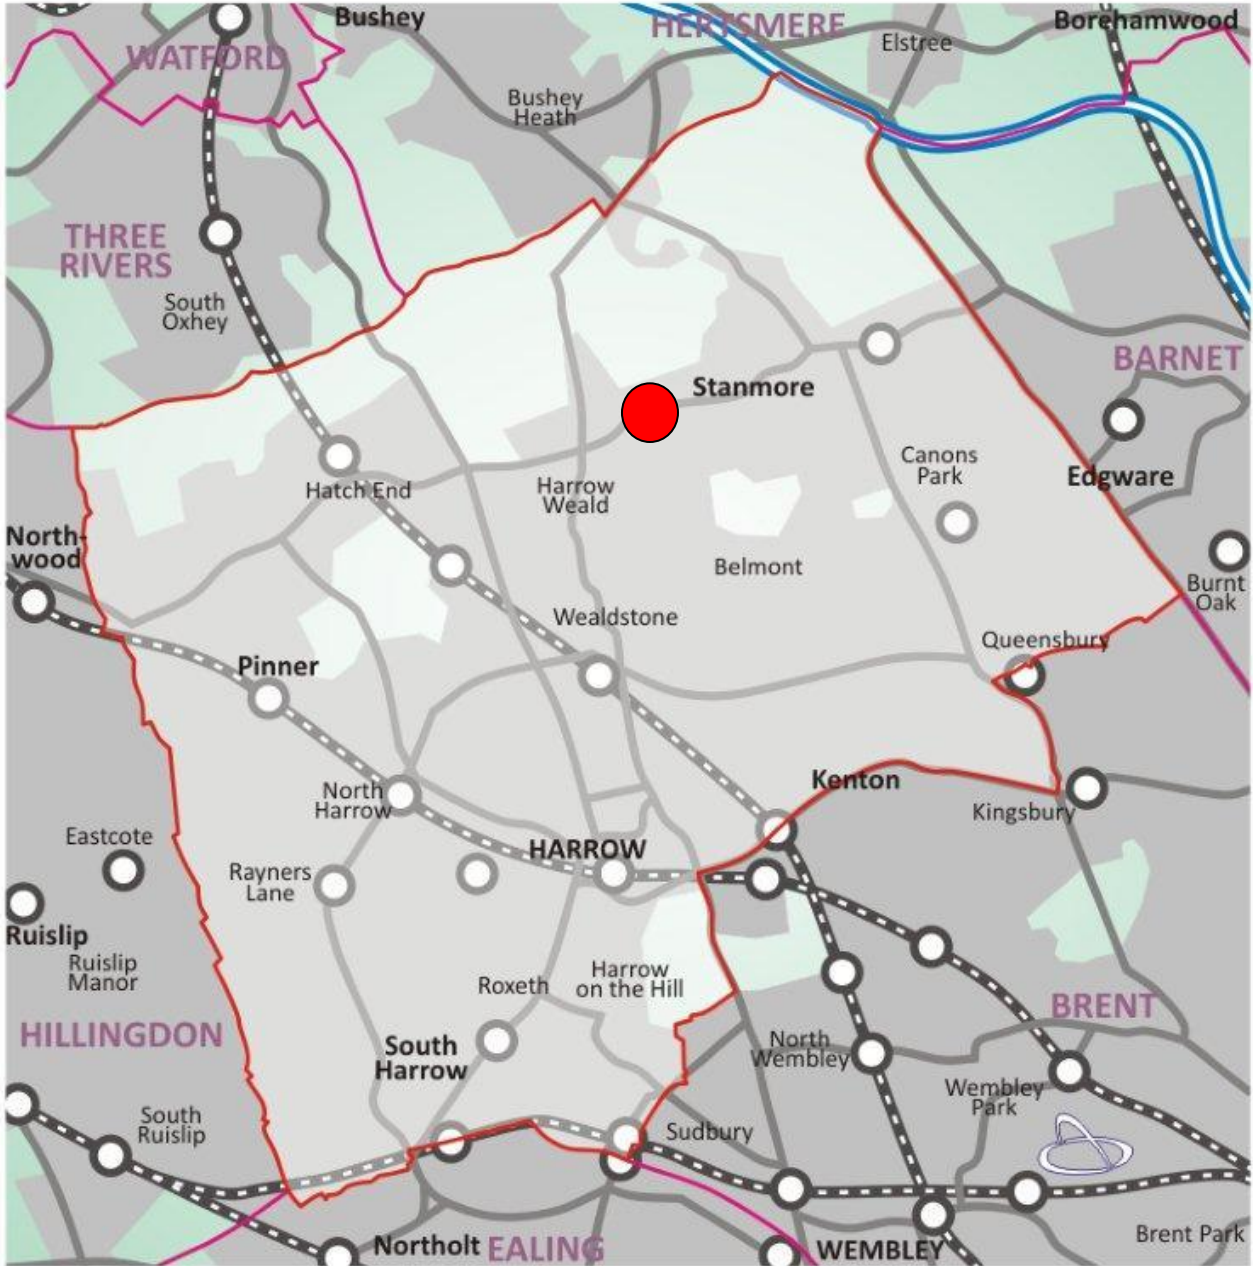 Bushey
HERTSMERE
Borehamwood
WATFORD
Elstree
Bushey
Heath
THREE
RIVERS
South
Oxhey
BARNET
Stanmore
Canons
Park
Edgware
Hatch End
Harrow
Weald
North-
wood
Belmont
Burnt
Oak
Wealdstone
Queensbury
Pinner
Kenton
North
Harrow
Kingsbury
Eastcote
HARROW
Rayners
Lane
Ruislip
Ruislip
Manor
Roxeth
Harrow
on the Hill
BRENT
HILLINGDON
South
Harrow
North
Wembley
Wembley
Park
South
Ruislip
Sudbury
Brent Park
Northolt
EALING
WEMBLEY